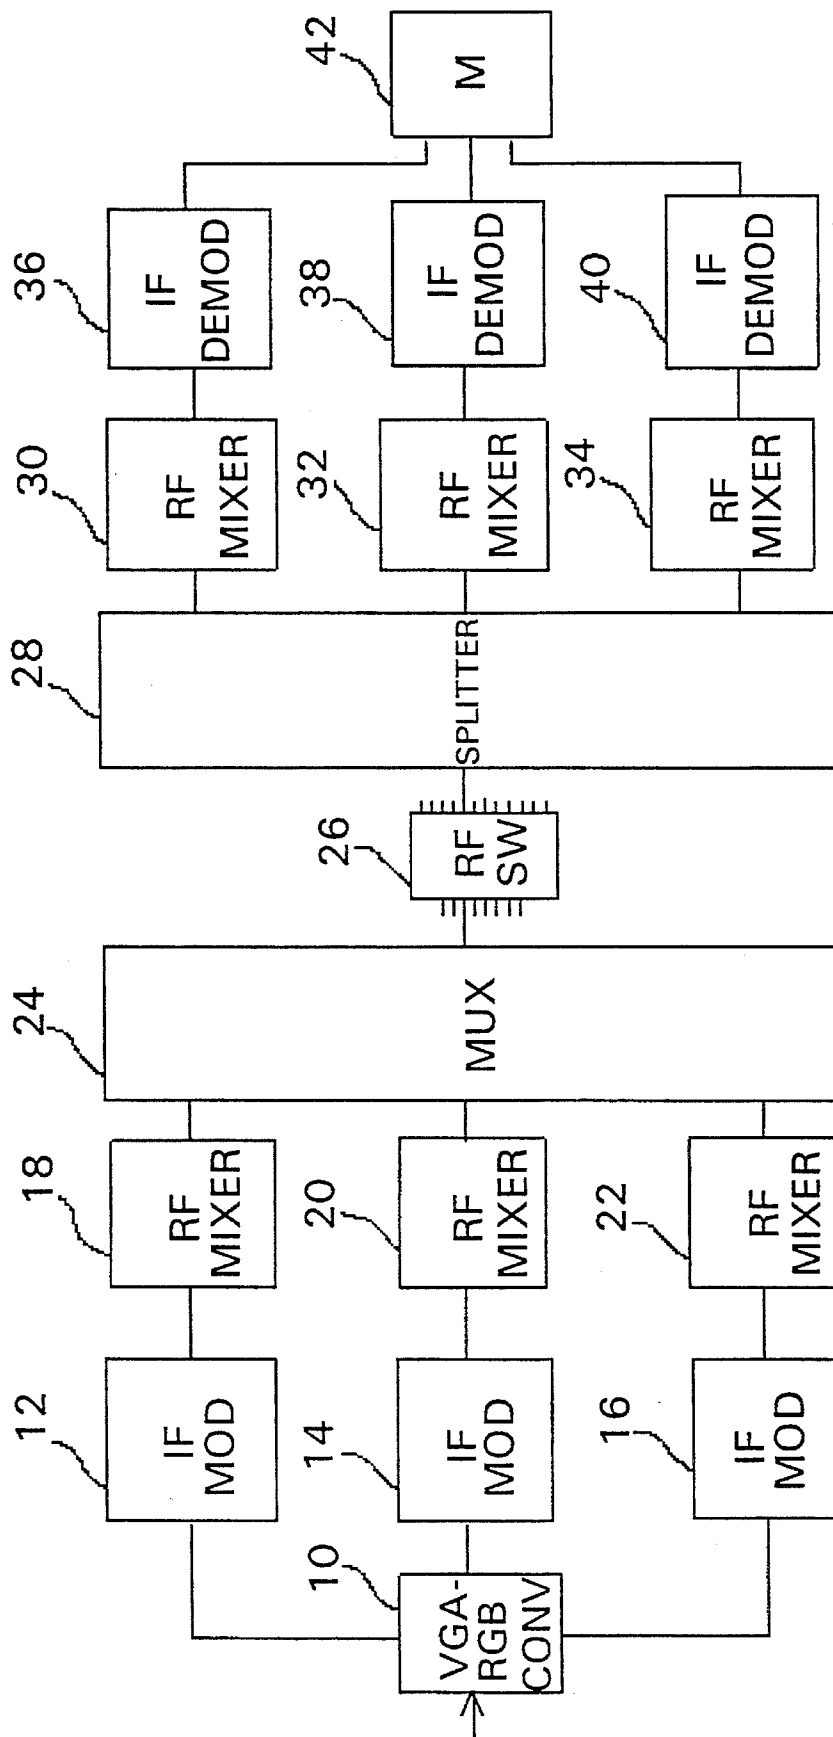 10
VGA-
RGB
CONV
12
IF
MOD
14
IF
MOD
16
IF
MOD
18
RF
MIXER
20
RF
MIXER
22
RF
MIXER
24
MUX
26
RF
SW
28
SPLITTER
30
RF
MIXER
32
RF
MIXER
34
RF
MIXER
36
IF
DEMOD
38
IF
DEMOD
40
IF
DEMOD
42
M